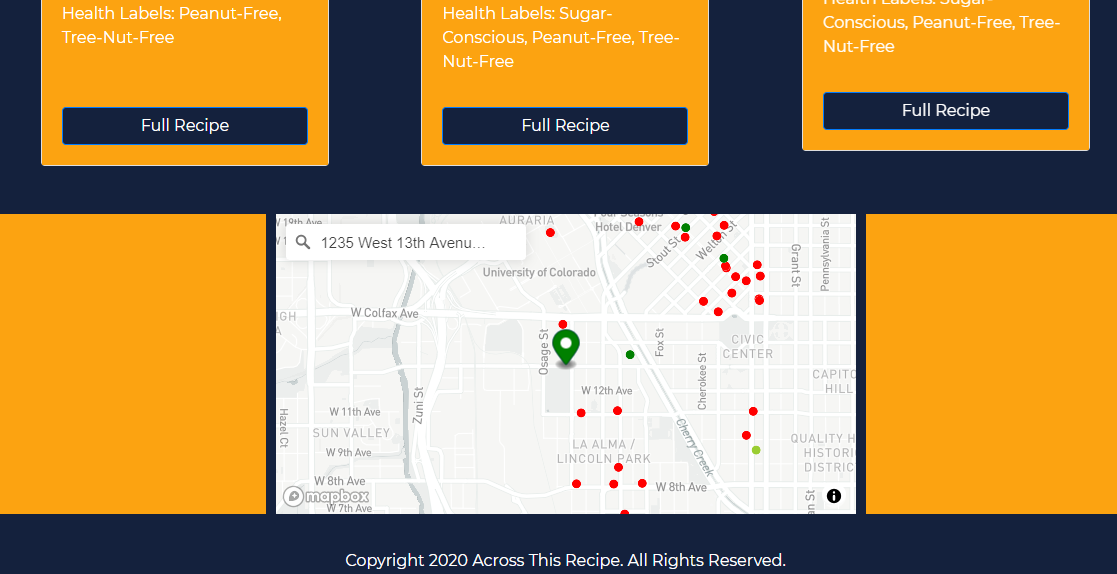 Health Labels: Peanut-Free,
Tree-Nut-Free
Full Recipe
Health Labels: Sugar-
Conscious, Peanut-Free, Tree-
Nut-Free
Full Recipe
Health Labels: Sugar-
Conscious, Peanut-Free, Tree-
Nut-Free
Full Recipe
W 19th Ave
AURARIA
Four Seasons
Hotel Denver
1235 West 13th Avenu…
Stout St
Welton St
Grant St
Pennsylvania St
University of Colorado
W Colfax Ave
Osage St
Fox St
CIVIC
CENTER
Cherokee St
CAPITO
HILL
W 12th Ave
Zuni St
W 11th Ave
Hazel Ct
SUN VALLEY
W 9th Ave
LA ALMA /
LINCOLN PARK
Cherry Creek
QUALITY H
HISTORI
DISTRIC
W 8th Ave
W 8th Ave
mapbox
W 7th Ave
Copyright 2020 Across This Recipe. All Rights Reserved.